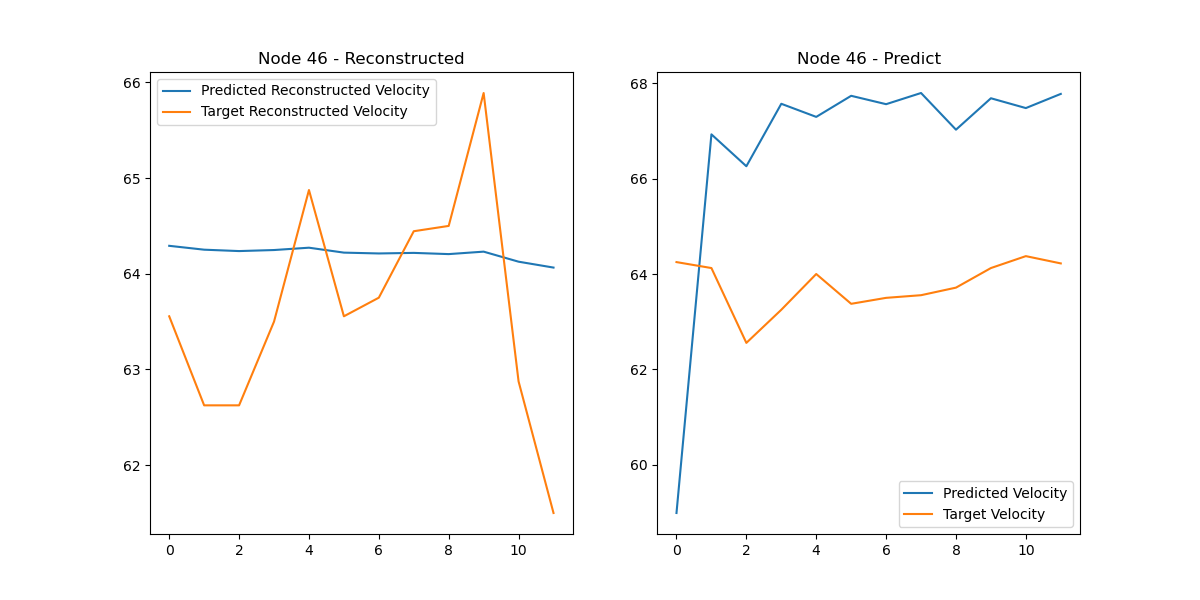 Node 46 - Reconstructed
Predicted Reconstructed Velocity
Target Reconstructed Velocity
66
65
64
63
62
0 2 4 6 8 10
Node 46 - Predict
68
66
64
62
60
Predicted Velocity
Target Velocity
0 2 4 6 8 10